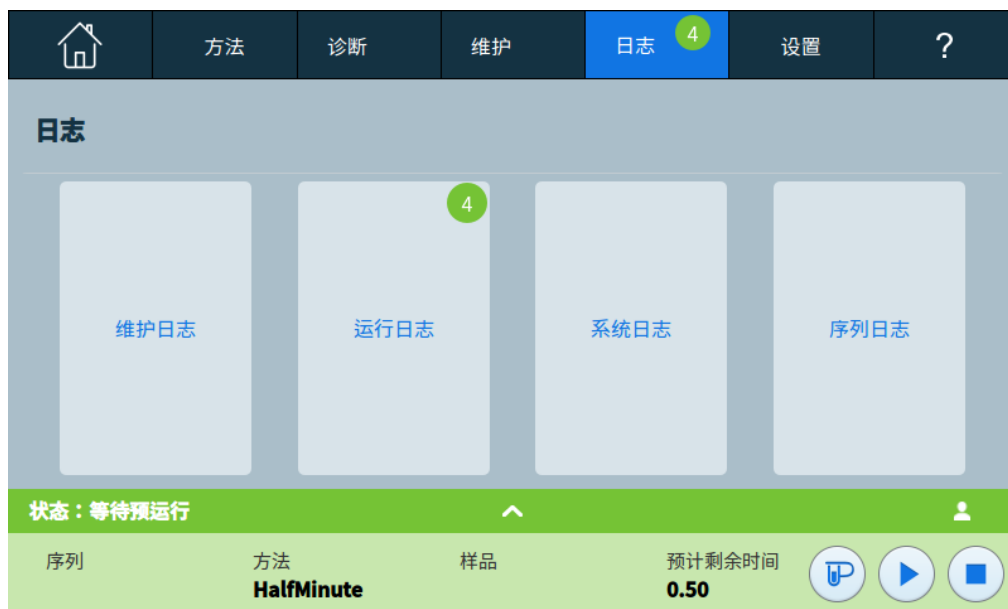 方法 诊断 维护 日志 4 设置 ?
日志
4
维护日志 运行日志 系统日志 序列日志
状态：等待预运行
序列 方法 样品 预计剩余时间
HalfMinute 0.50